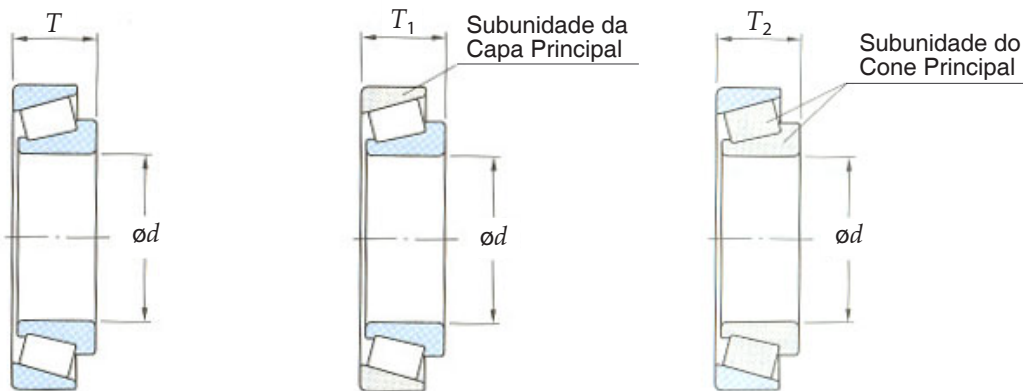 T
T₁
Subunidade da
Capa Principal
T₂
Subunidade do
Cone Principal
ød
ød
ød